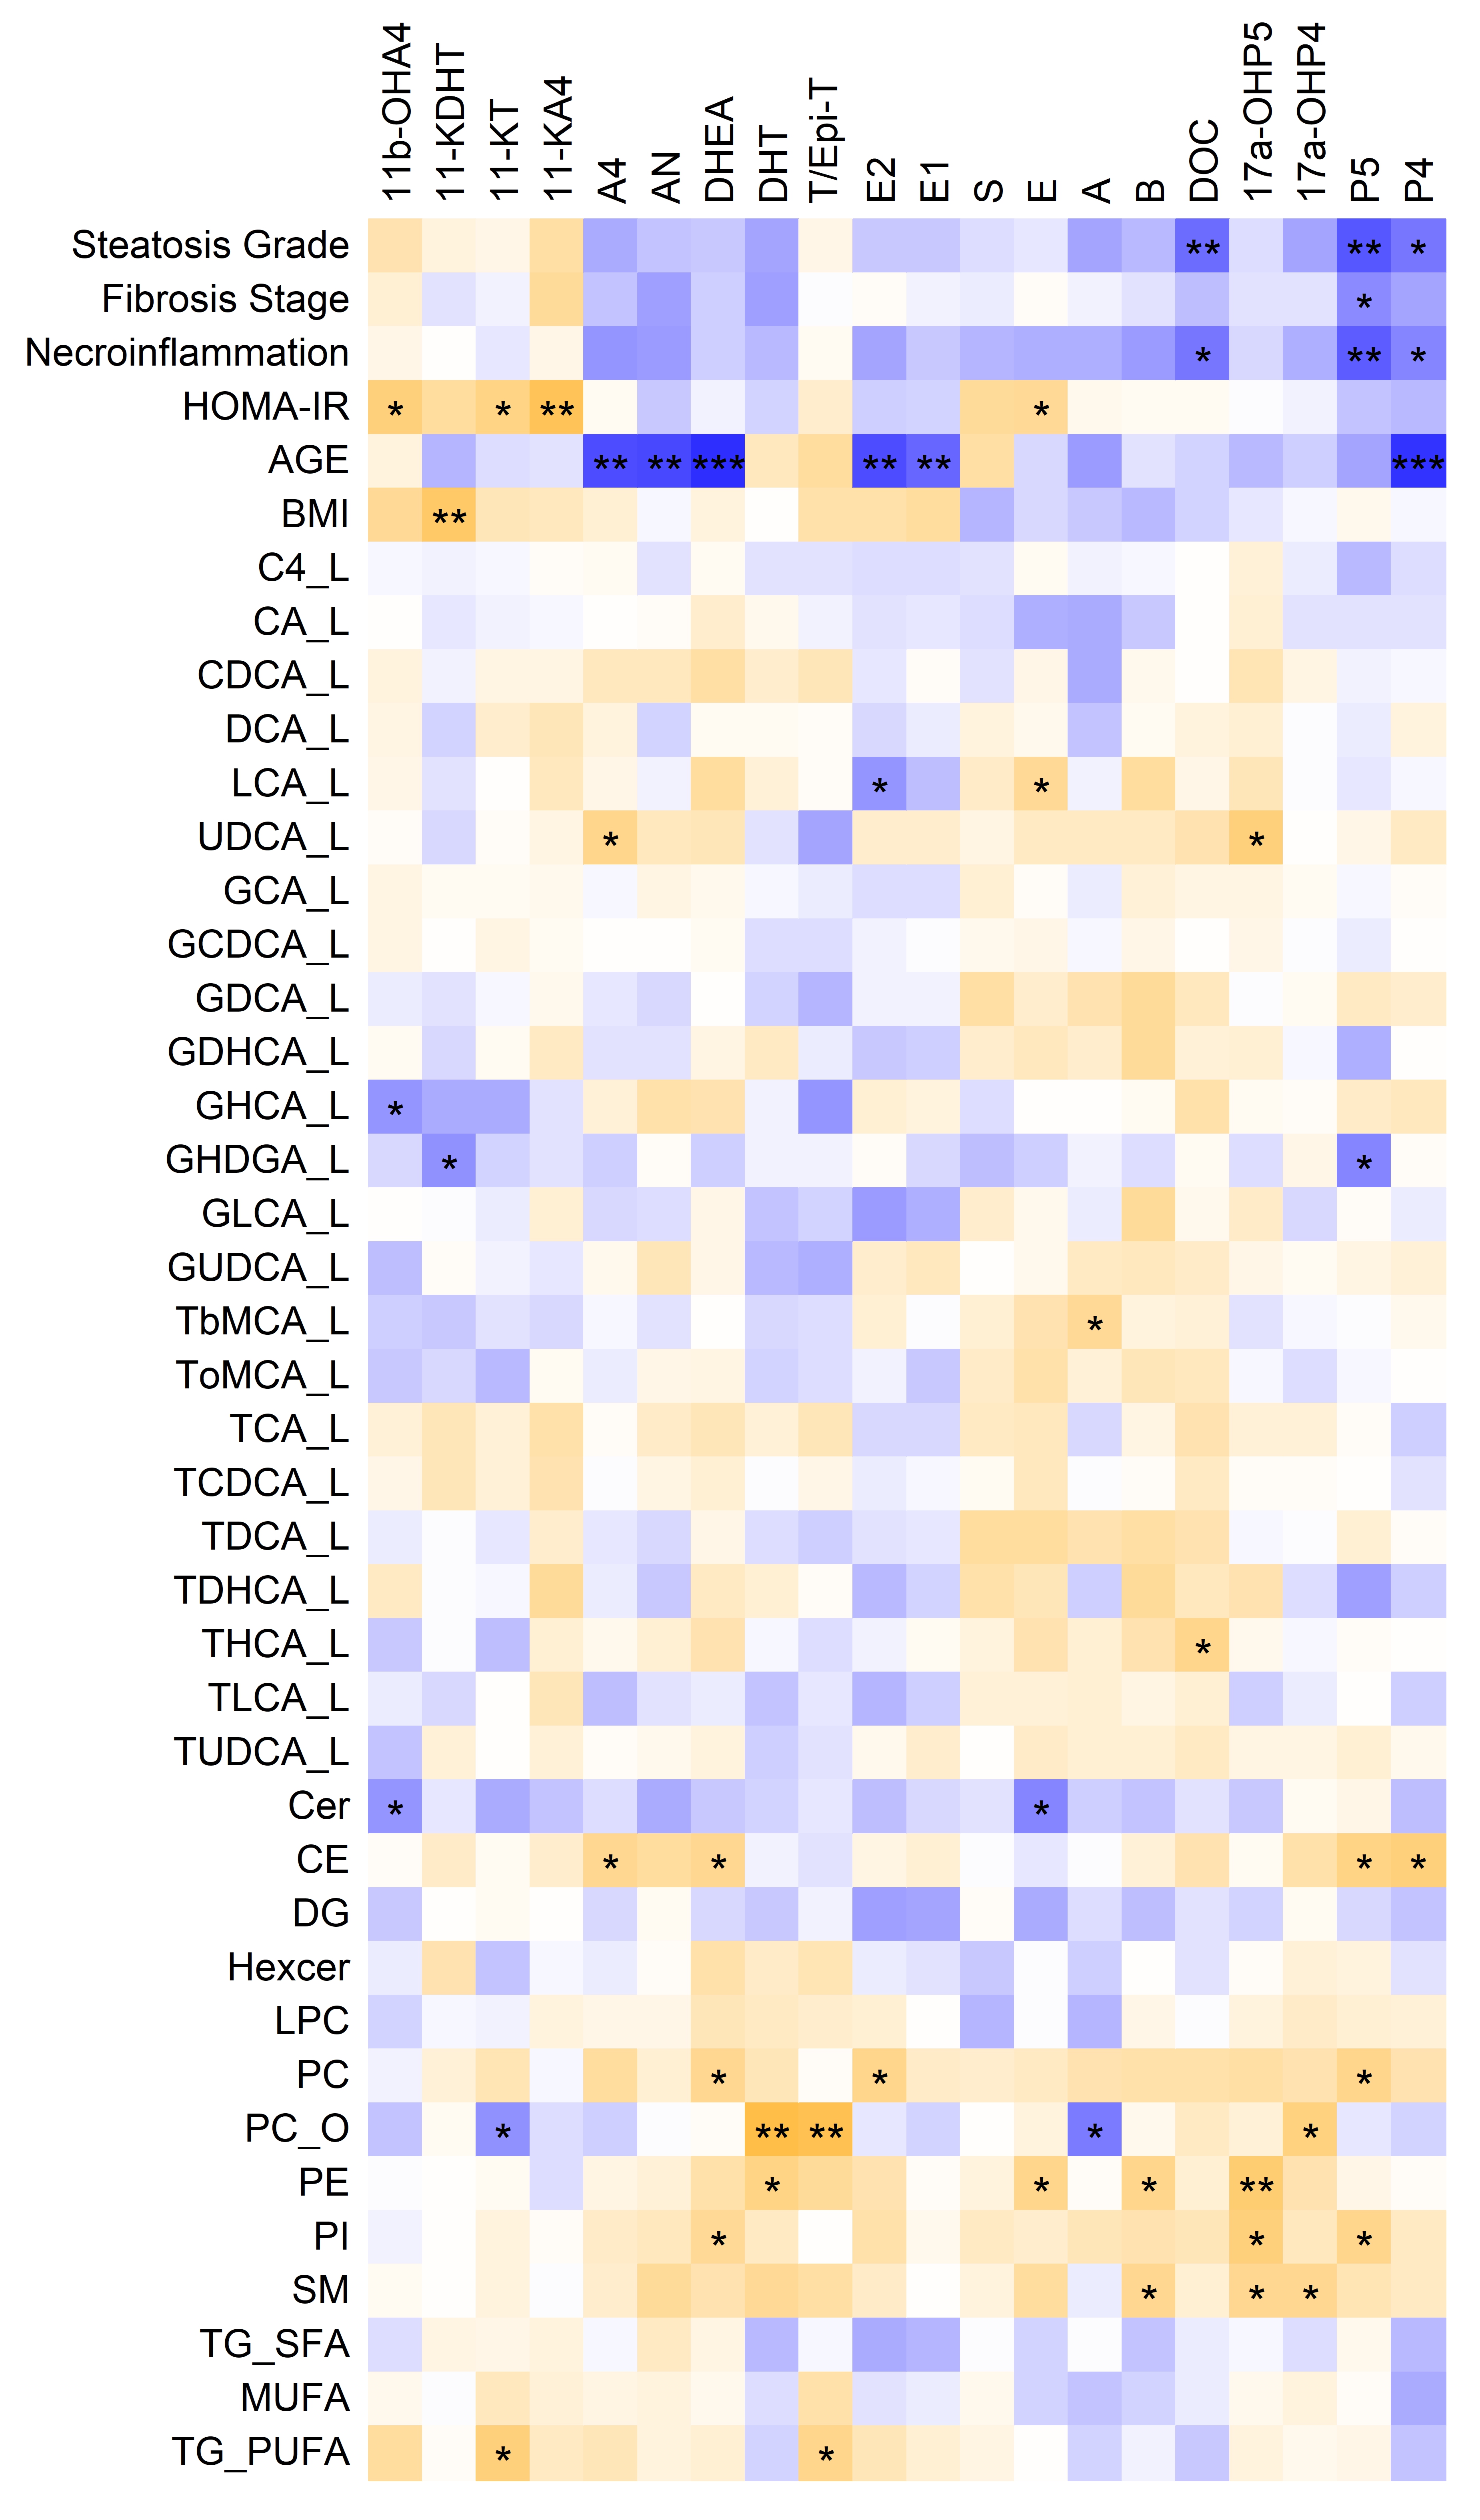 11b-OHA4 11-KDHT 11-KT 11-KA4 A4 AN DHEA DHT T/Epi-T E2 E1 S E A B DOC 17a-OHP5 17a-OHP4 P5 P4
Steatosis Grade ** ** *
Fibrosis Stage *
Necroinflammation * ** *
HOMA-IR * * ** *
AGE ** ** *** ** ** ***
BMI **
C4_L
CA_L
CDCA_L
DCA_L
LCA_L * *
UDCA_L * *
GCA_L
GCDCA_L
GDCA_L
GDHCA_L
GHCA_L *
GHDGA_L * *
GLCA_L
GUDCA_L
TbMCA_L *
ToMCA_L
TCA_L
TCDCA_L
TDCA_L
TDHCA_L
THCA_L *
TLCA_L
TUDCA_L
Cer * *
CE * * * *
DG
Hexcer
LPC
PC * * *
PC_O * ** ** * *
PE * * * **
PI * * *
SM * * *
TG_SFA
MUFA
TG_PUFA * *